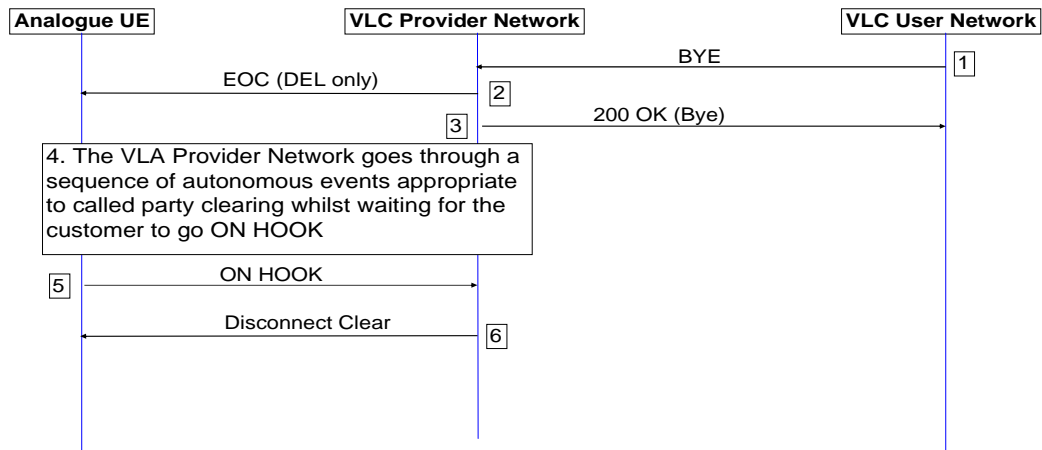 Analogue UE
VLC Provider Network
VLC User Network
BYE
1
EOC (DEL only)
2
200 OK (Bye)
3
4. The VLA Provider Network goes through a
sequence of autonomous events appropriate
to called party clearing whilst waiting for the
customer to go ON HOOK
ON HOOK
5
Disconnect Clear
6